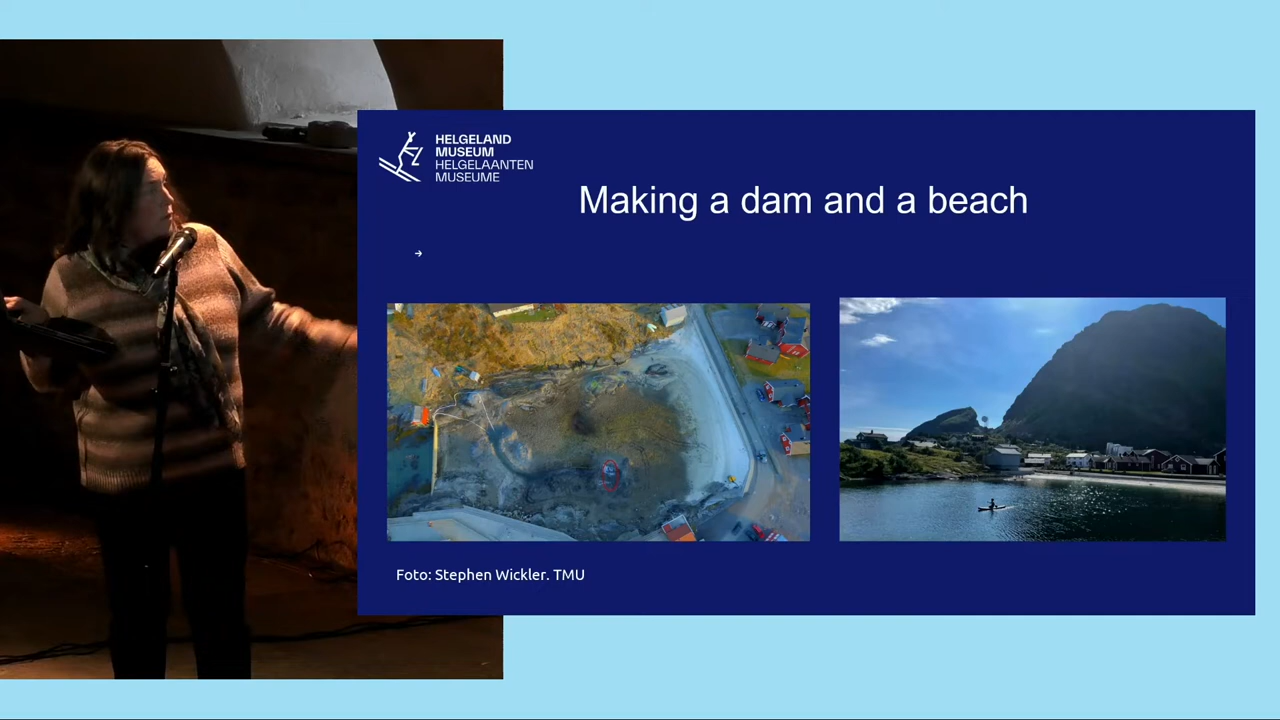 HELGELAND
MUSEUM
HELGELAANTEN
MUSEUME
Making a dam and a beach
→
Foto: Stephen Wickler. TMU